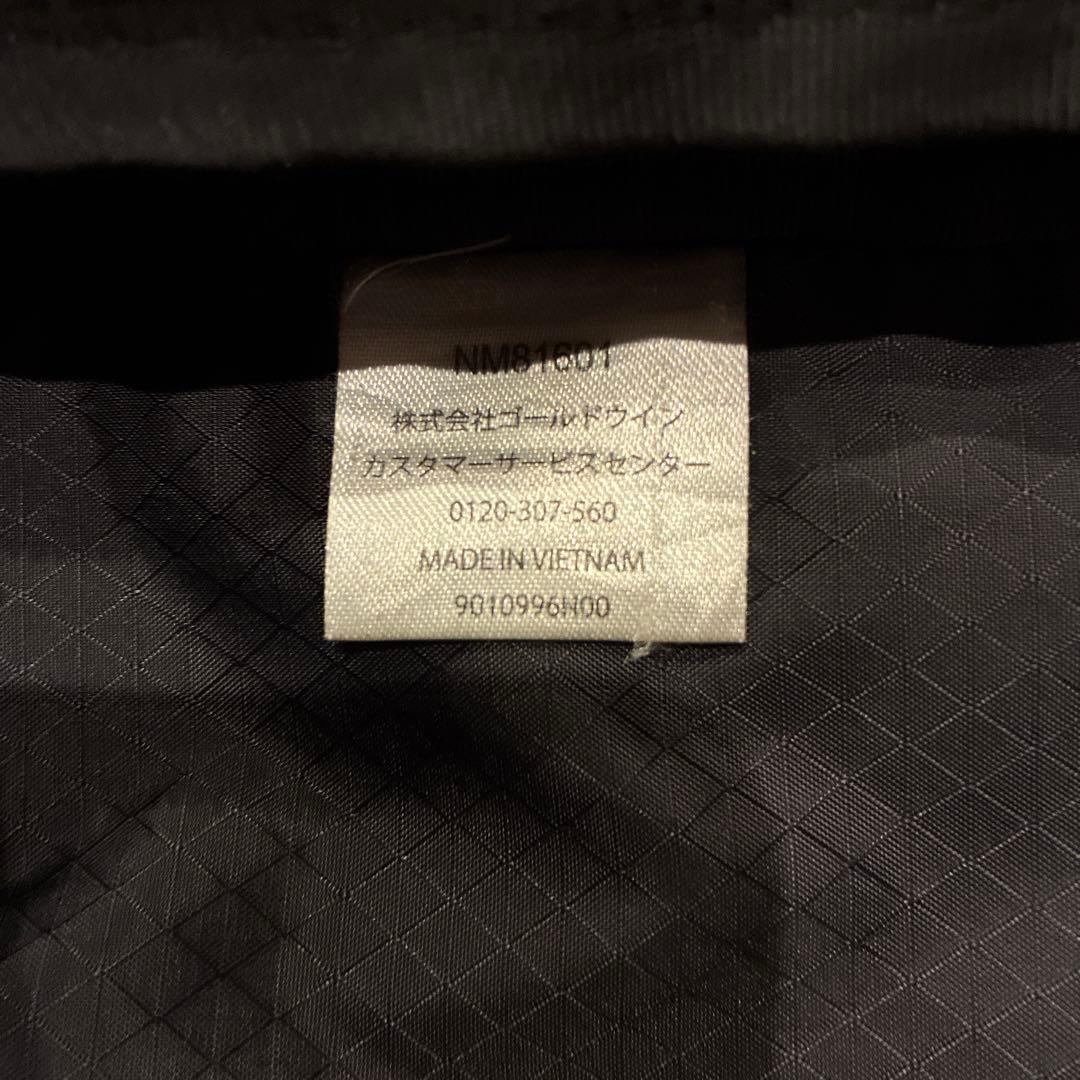 NM81601
株式会社ゴールドウイン
カスタマーサービスセンター
0120-307-560
MADE IN VIETNAM
9010996H00